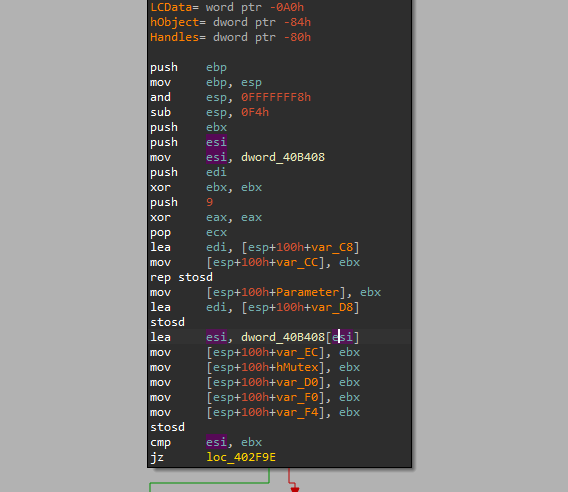 LCData= word ptr -0A0h
hObject= dword ptr -84h
Handles= dword ptr -80h
push ebp
mov ebp, esp
and esp, 0FFFFFFF8h
sub esp, 0F4h
push ebx
push esi
mov esi, dword_40B408
push edi
xor ebx, ebx
push 9
xor eax, eax
pop ecx
lea edi, [esp+100h+var_C8]
mov [esp+100h+var_CC], ebx
rep stosd
mov [esp+100h+Parameter], ebx
lea edi, [esp+100h+var_D8]
stosd
lea esi, dword_40B408[esi]
mov [esp+100h+var_EC], ebx
mov [esp+100h+hMutex], ebx
mov [esp+100h+var_D0], ebx
mov [esp+100h+var_F0], ebx
mov [esp+100h+var_F4], ebx
stosd
cmp esi, ebx
jz loc_402F9E